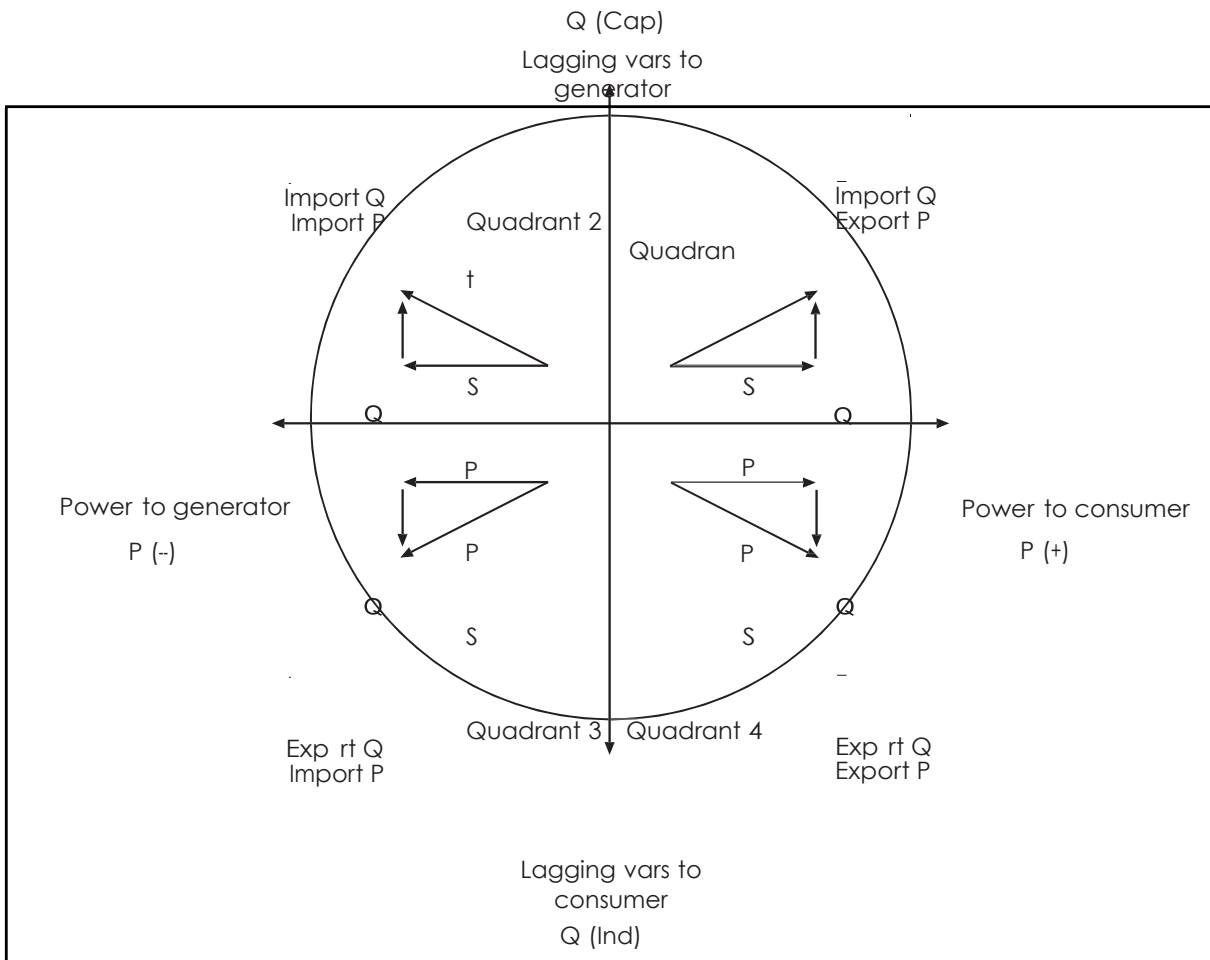 Q (Cap)
Lagging vars to
generator
Import Q
Import P
Quadrant 2
Quadran
t
Import Q
Export P
S
S
Q
Q
P
P
Power to generator
P (--)
Power to consumer
P (+)
P
P
Q
Q
S
S
Quadrant 3
Quadrant 4
Exp rt Q
Import P
Exp rt Q
Export P
Lagging vars to
consumer
Q (Ind)